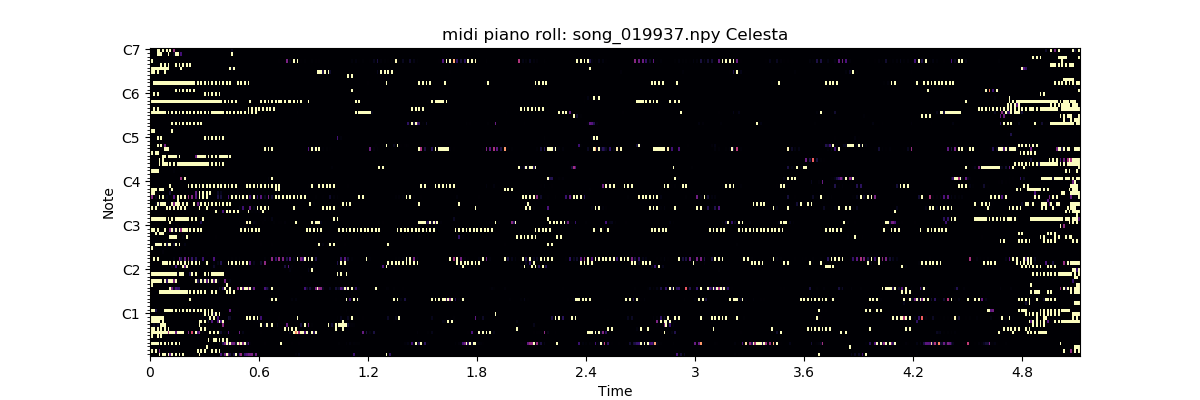 midi piano roll: song_019937.npy Celesta
C7
C6
C5
C4
C3
C2
C1
Note
0 0.6 1.2 1.8 2.4 3 3.6 4.2 4.8
Time